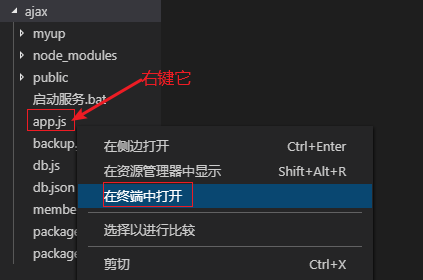 ajax
myup
node_modules
public
启动服务.bat
app.js
右键它
backup.
db.js
db.json
membe
packag
packag
在侧边打开 Ctrl+Enter
在资源管理器中显示 Shift+Alt+R
在终端中打开
选择以进行比较
剪切 Ctrl+X